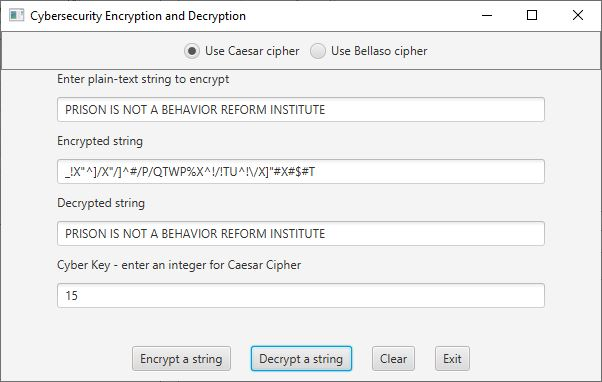 Cybersecurity Encryption and Decryption
Use Caesar cipher Use Bellaso cipher
Enter plain-text string to encrypt
PRISON IS NOT A BEHAVIOR REFORM INSTITUTE
Encrypted string
_!X"^]/X"/]^#/P/QTWP%X^!/!TU^!\/X]"#X#$#T
Decrypted string
PRISON IS NOT A BEHAVIOR REFORM INSTITUTE
Cyber Key - enter an integer for Caesar Cipher
15
Encrypt a string Decrypt a string Clear Exit